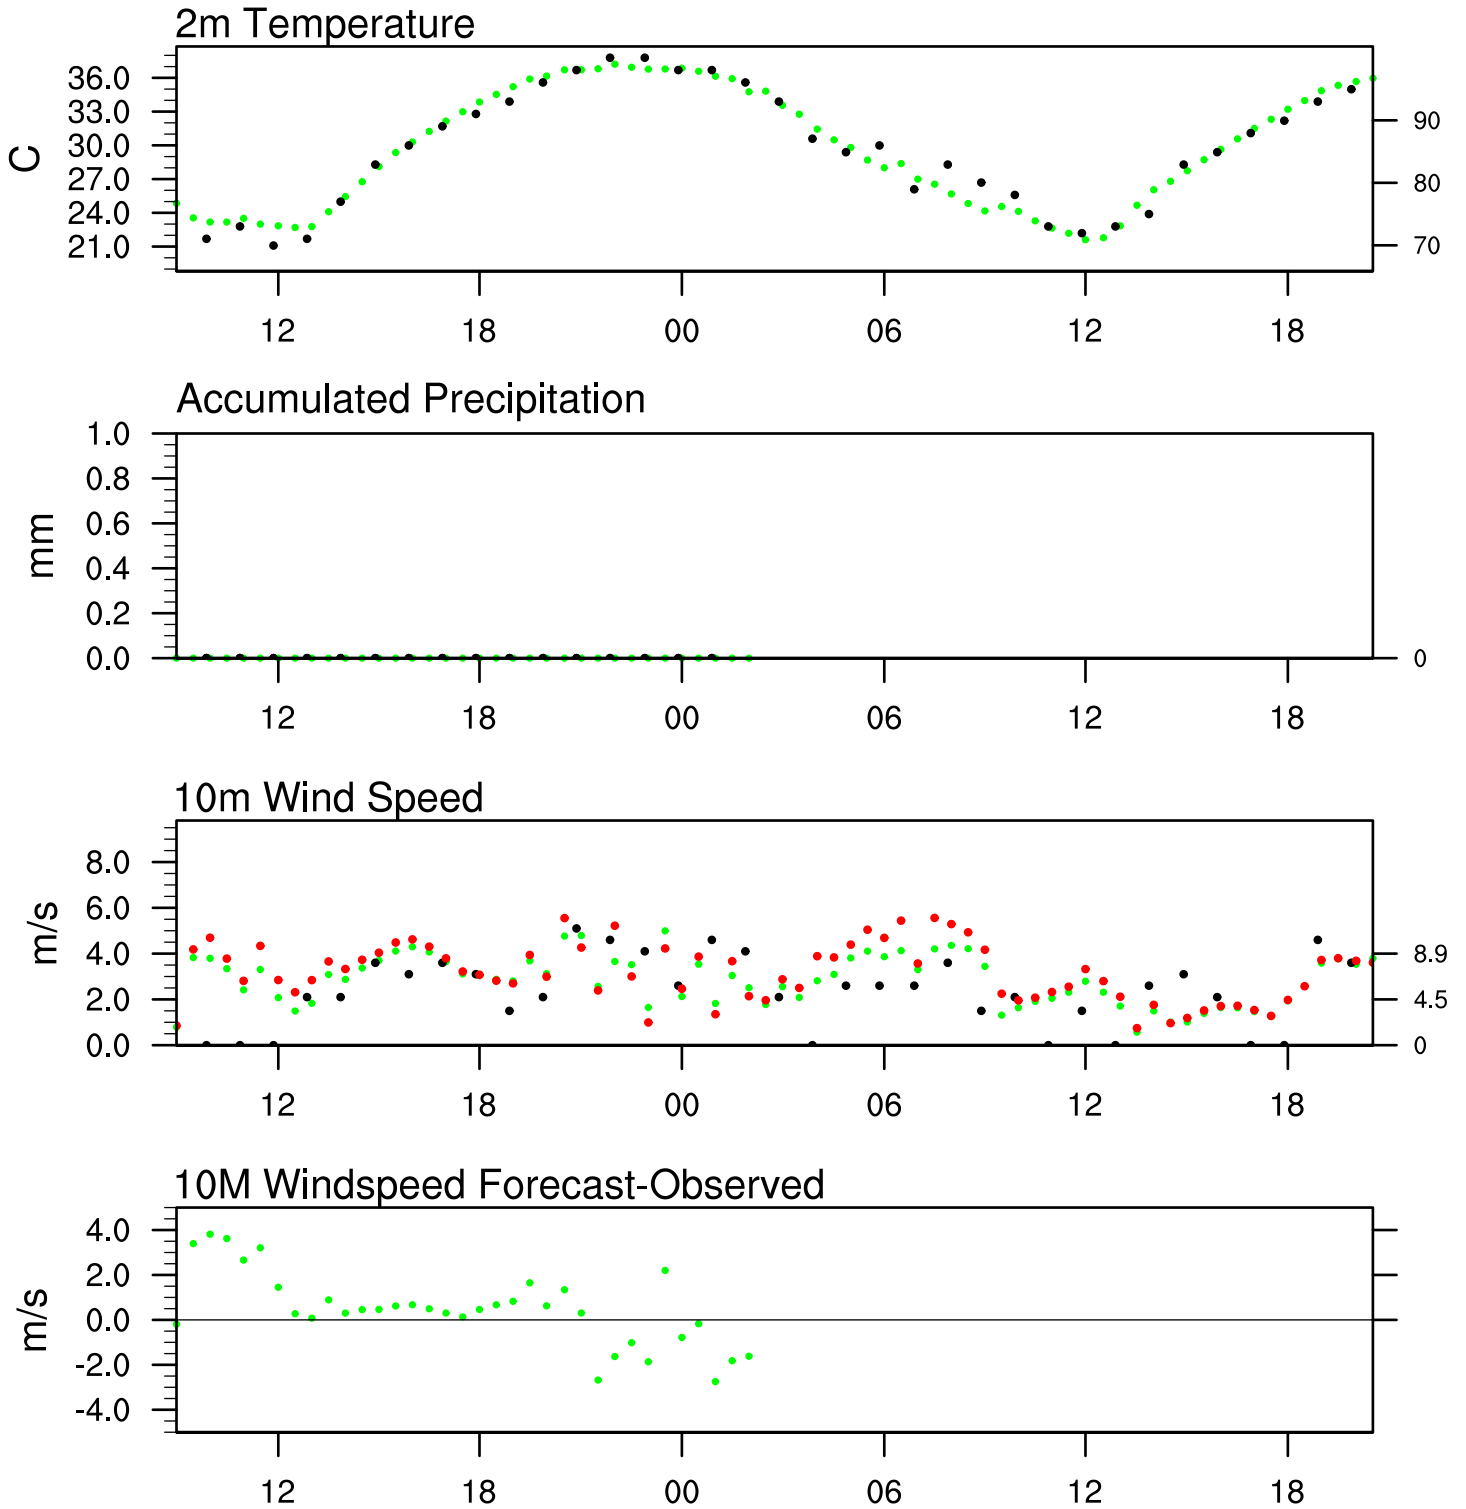 2m Temperature
C
36.0
33.0
30.0
27.0
24.0
21.0
90
80
70
12 18 00 06 12 18
Accumulated Precipitation
mm
1.0
0.8
0.6
0.4
0.2
0.0
0
12 18 00 06 12 18
10m Wind Speed
m/s
8.0
6.0
4.0
2.0
0.0
8.9
4.5
0
12 18 00 06 12 18
10M Windspeed Forecast-Observed
m/s
4.0
2.0
0.0
-2.0
-4.0
12 18 00 06 12 18